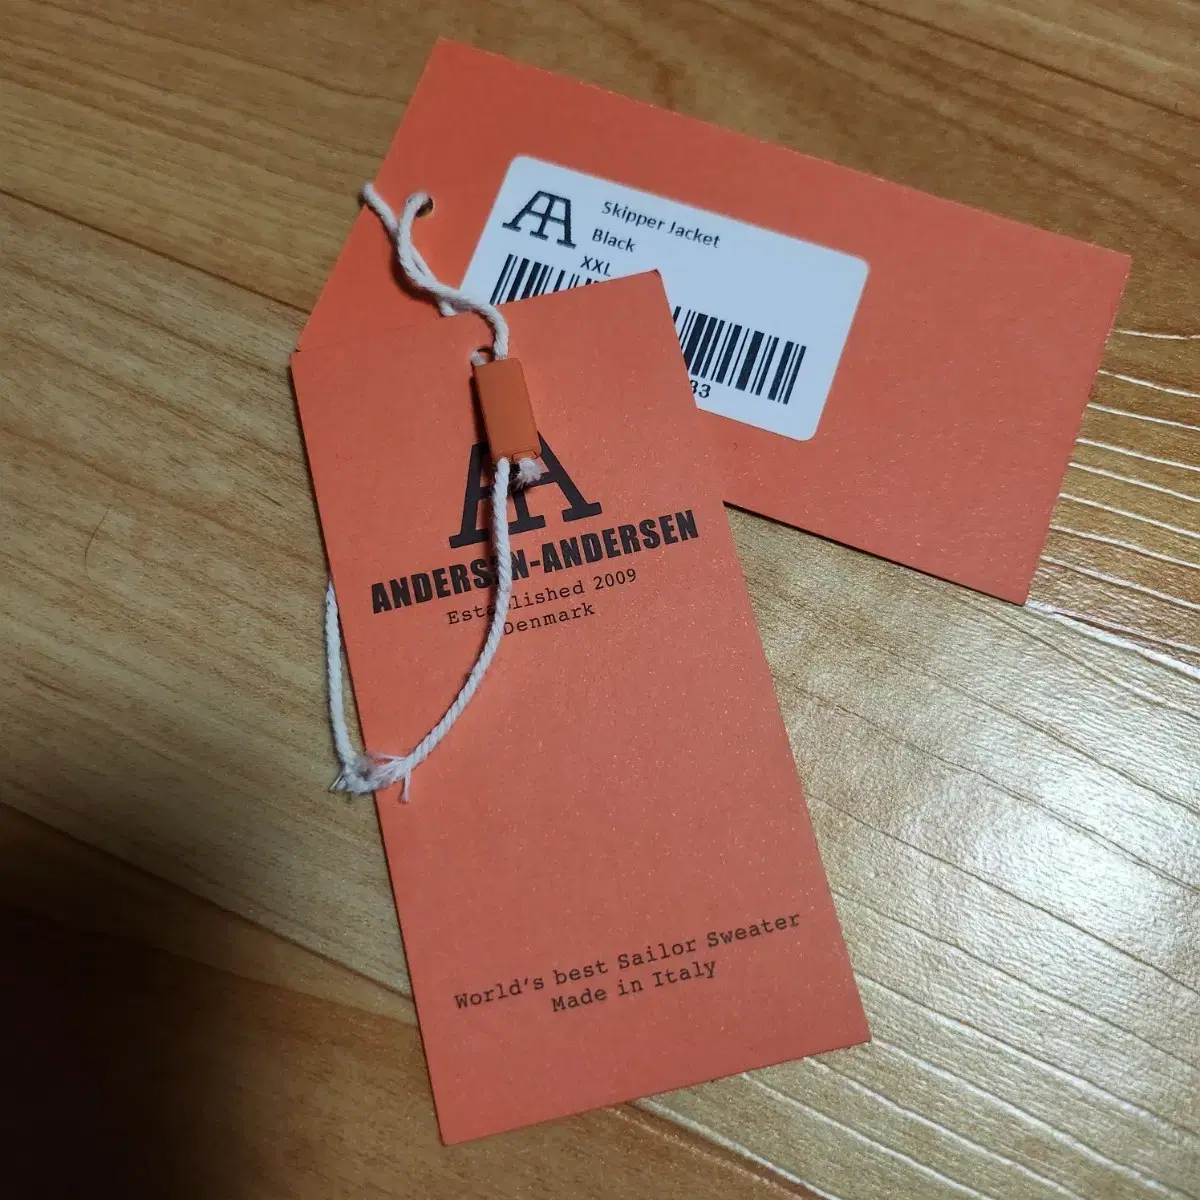 AA
Skipper Jacket
Black
XXL
33
AA
ANDERSEN-ANDERSEN
Established 2009
Denmark
World's best Sailor Sweater
Made in Italy